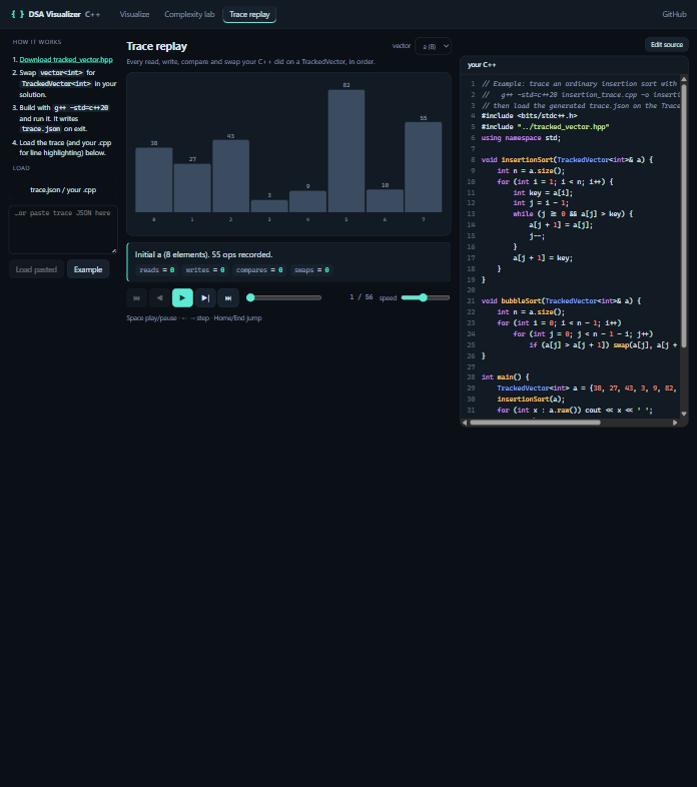 { } DSA Visualizer C++ Visualize Complexity lab Trace replay GitHub
HOW IT WORKS
1. Download tracked_vector.hpp
2. Swap vector<int> for
TrackedVector<int> in your
solution.
3. Build with g++ -std=c++20
and run it. It writes
trace.json on exit.
4. Load the trace (and your .cpp
for line highlighting) below.
LOAD
trace.json / your .cpp
…or paste trace JSON here
Load pasted Example
Trace replay
vector a (8)
Every read, write, compare and swap your C++ did on a TrackedVector, in order.
38 27 43 3 9 82 10 55
0 1 2 3 4 5 6 7
Initial a (8 elements). 55 ops recorded.
reads = 0 writes = 0 compares = 0 swaps = 0
1 / 56 speed
Space play/pause · ← → step · Home/End jump
Edit source
your C++
1 // Example: trace an ordinary insertion sort with
2 // g++ -std=c++20 insertion_trace.cpp -o inserti
3 // then load the generated trace.json on the Trace
4 #include <bits/stdc++.h>
5 #include "../tracked_vector.hpp"
6 using namespace std;
7
8 void insertionSort(TrackedVector<int>& a) {
9 int n = a.size();
10 for (int i = 1; i < n; i++) {
11 int key = a[i];
12 int j = i - 1;
13 while (j ≥ 0 && a[j] > key) {
14 a[j + 1] = a[j];
15 j--;
16 }
17 a[j + 1] = key;
18 }
19 }
20
21 void bubbleSort(TrackedVector<int>& a) {
22 int n = a.size();
23 for (int i = 0; i < n - 1; i++)
24 for (int j = 0; j < n - 1 - i; j++)
25 if (a[j] > a[j + 1]) swap(a[j], a[j +
26 }
27
28 int main() {
29 TrackedVector<int> a = {38, 27, 43, 3, 9, 82,
30 insertionSort(a);
31 for (int x : a.raw()) cout << x << ' ';